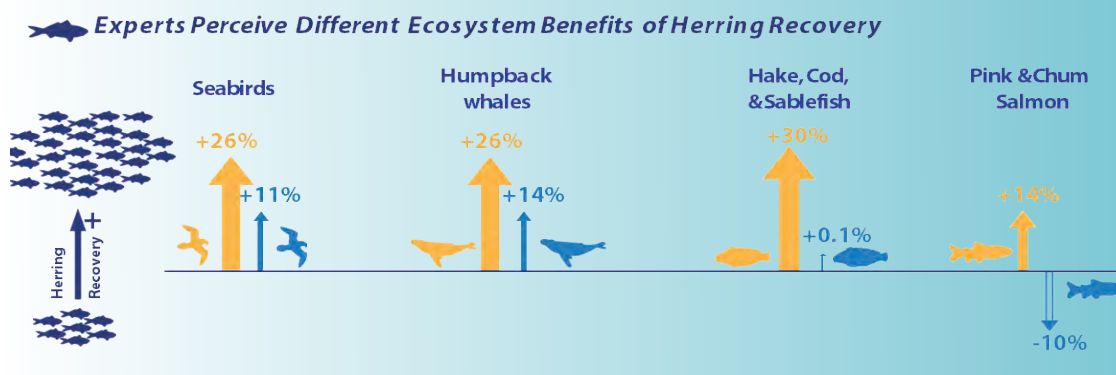 Experts Perceive Different Ecosystem Benefits of Herring Recovery
Seabirds
Humpback
whales
Hake, Cod,
& Sablefish
Pink & Chum
Salmon
+26%
+11%
+26%
+14%
+30%
+0.1%
+14%
-10%
Herring
Recovery +